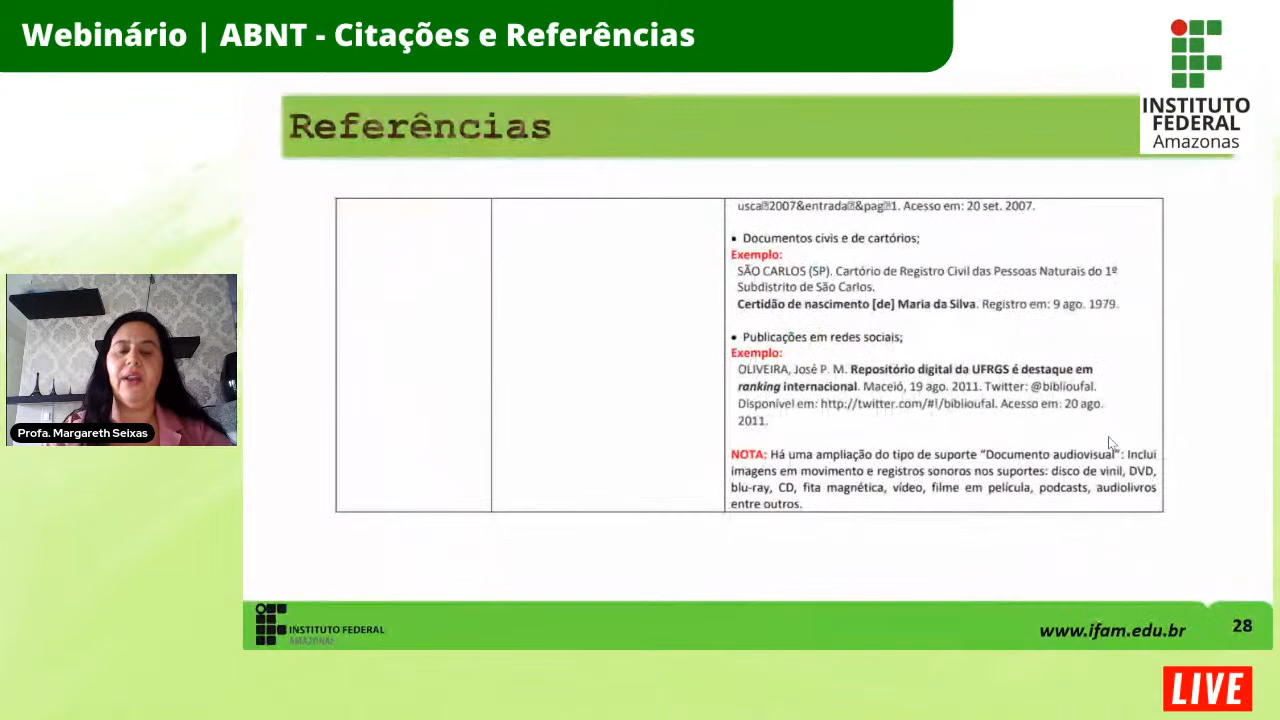 Webinário | ABNT - Citações e Referências
INSTITUTO
FEDERAL
Amazonas
Referências
usca⍰2007&entrada⍰&pag⍰1. Acesso em: 20 set. 2007.
• Documentos civis e de cartórios;
Exemplo:
SÃO CARLOS (SP). Cartório de Registro Civil das Pessoas Naturais do 1º
Subdistrito de São Carlos.
Certidão de nascimento [de] Maria da Silva. Registro em: 9 ago. 1979.
• Publicações em redes sociais;
Exemplo:
OLIVEIRA, José P. M. Repositório digital da UFRGS é destaque em
ranking internacional. Maceió, 19 ago. 2011. Twitter: @biblioufal.
Disponível em: http://twitter.com/#!/biblioufal. Acesso em: 20 ago.
2011.
NOTA: Há uma ampliação do tipo de suporte “Documento audiovisual”: Inclui
imagens em movimento e registros sonoros nos suportes: disco de vinil, DVD,
blu-ray, CD, fita magnética, vídeo, filme em película, podcasts, audiolivros
entre outros.
Profa. Margareth Seixas
INSTITUTO FEDERAL
AMAZONAS
www.ifam.edu.br
28
LIVE